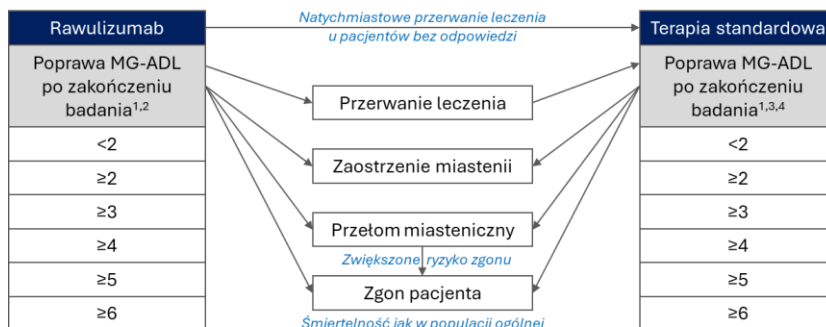 Rawulizumab
Natychmiastowe przerwanie leczenia
u pacjentów bez odpowiedzi
Terapia standardowa
Poprawa MG-ADL
po zakończeniu
badania1,2
<2
≥2
≥3
≥4
≥5
≥6
Przerwanie leczenia
Zaostrzenie miastenii
Przełom miasteniczny
Zwiększone ryzyko zgonu
Zgon pacjenta
Śmiertelność jak w populacji ogólnej
Poprawa MG-ADL
po zakończeniu
badania1,3,4
<2
≥2
≥3
≥4
≥5
≥6